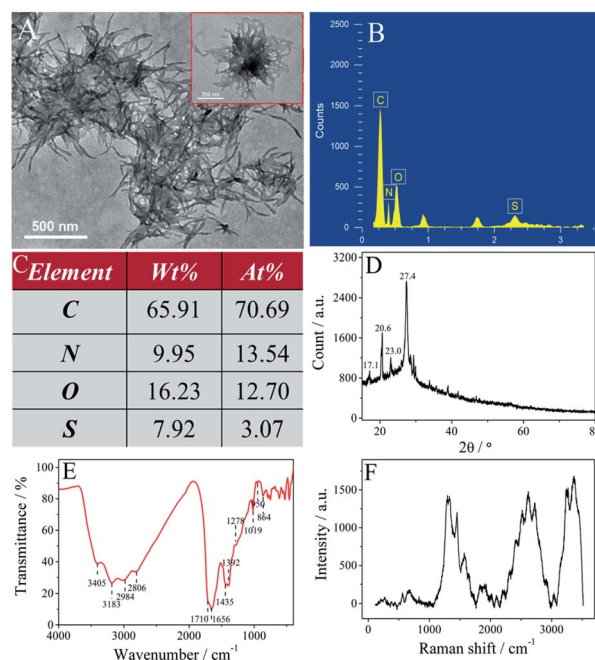 A
200 nm
500 nm
B
Counts
2500
2000
1500
1000
500
0
C
N
O
S
0
1
2
3
C
Element Wt% At%
C 65.91 70.69
N 9.95 13.54
O 16.23 12.70
S 7.92 3.07
D
Count / a.u.
3200
2400
1600
800
0
17.1
20.6
23.0
27.4
20 40 60 80
2θ / °
E
Transmittance / %
100
80
60
40
20
0
3405
3183
2984
2806
1710
1656
1435
1392
1278
1019
950
864
4000 3000 2000 1000
Wavenumber / cm-1
F
Intensity / a.u.
1500
1000
500
0
0 1000 2000 3000
Raman shift / cm-1